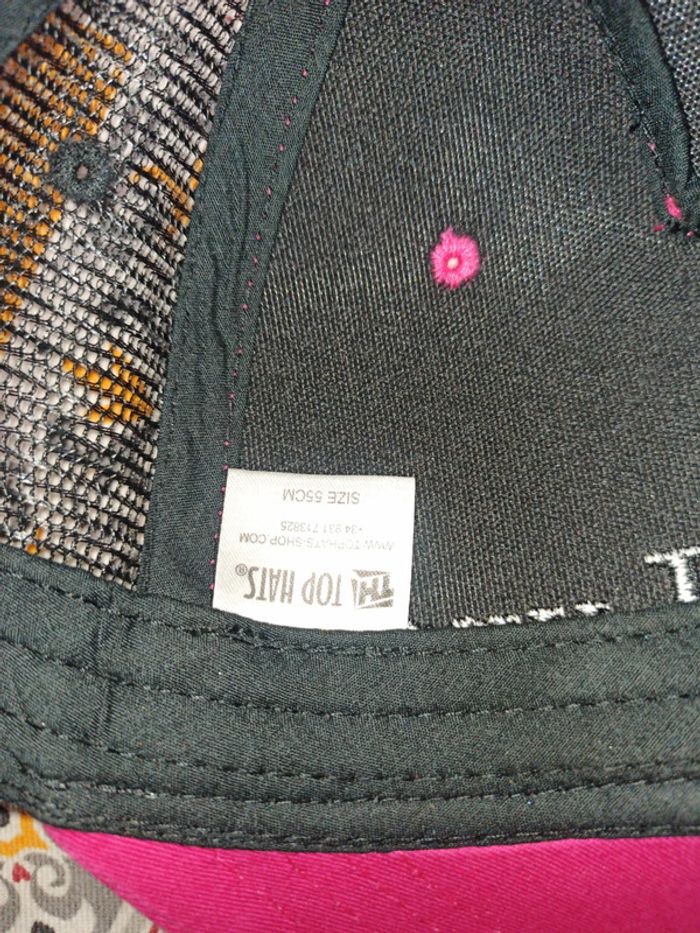 TH TOP HATS®
WWW.TOPHATS-SHOP.COM
+34 931 713825
SIZE 55CM